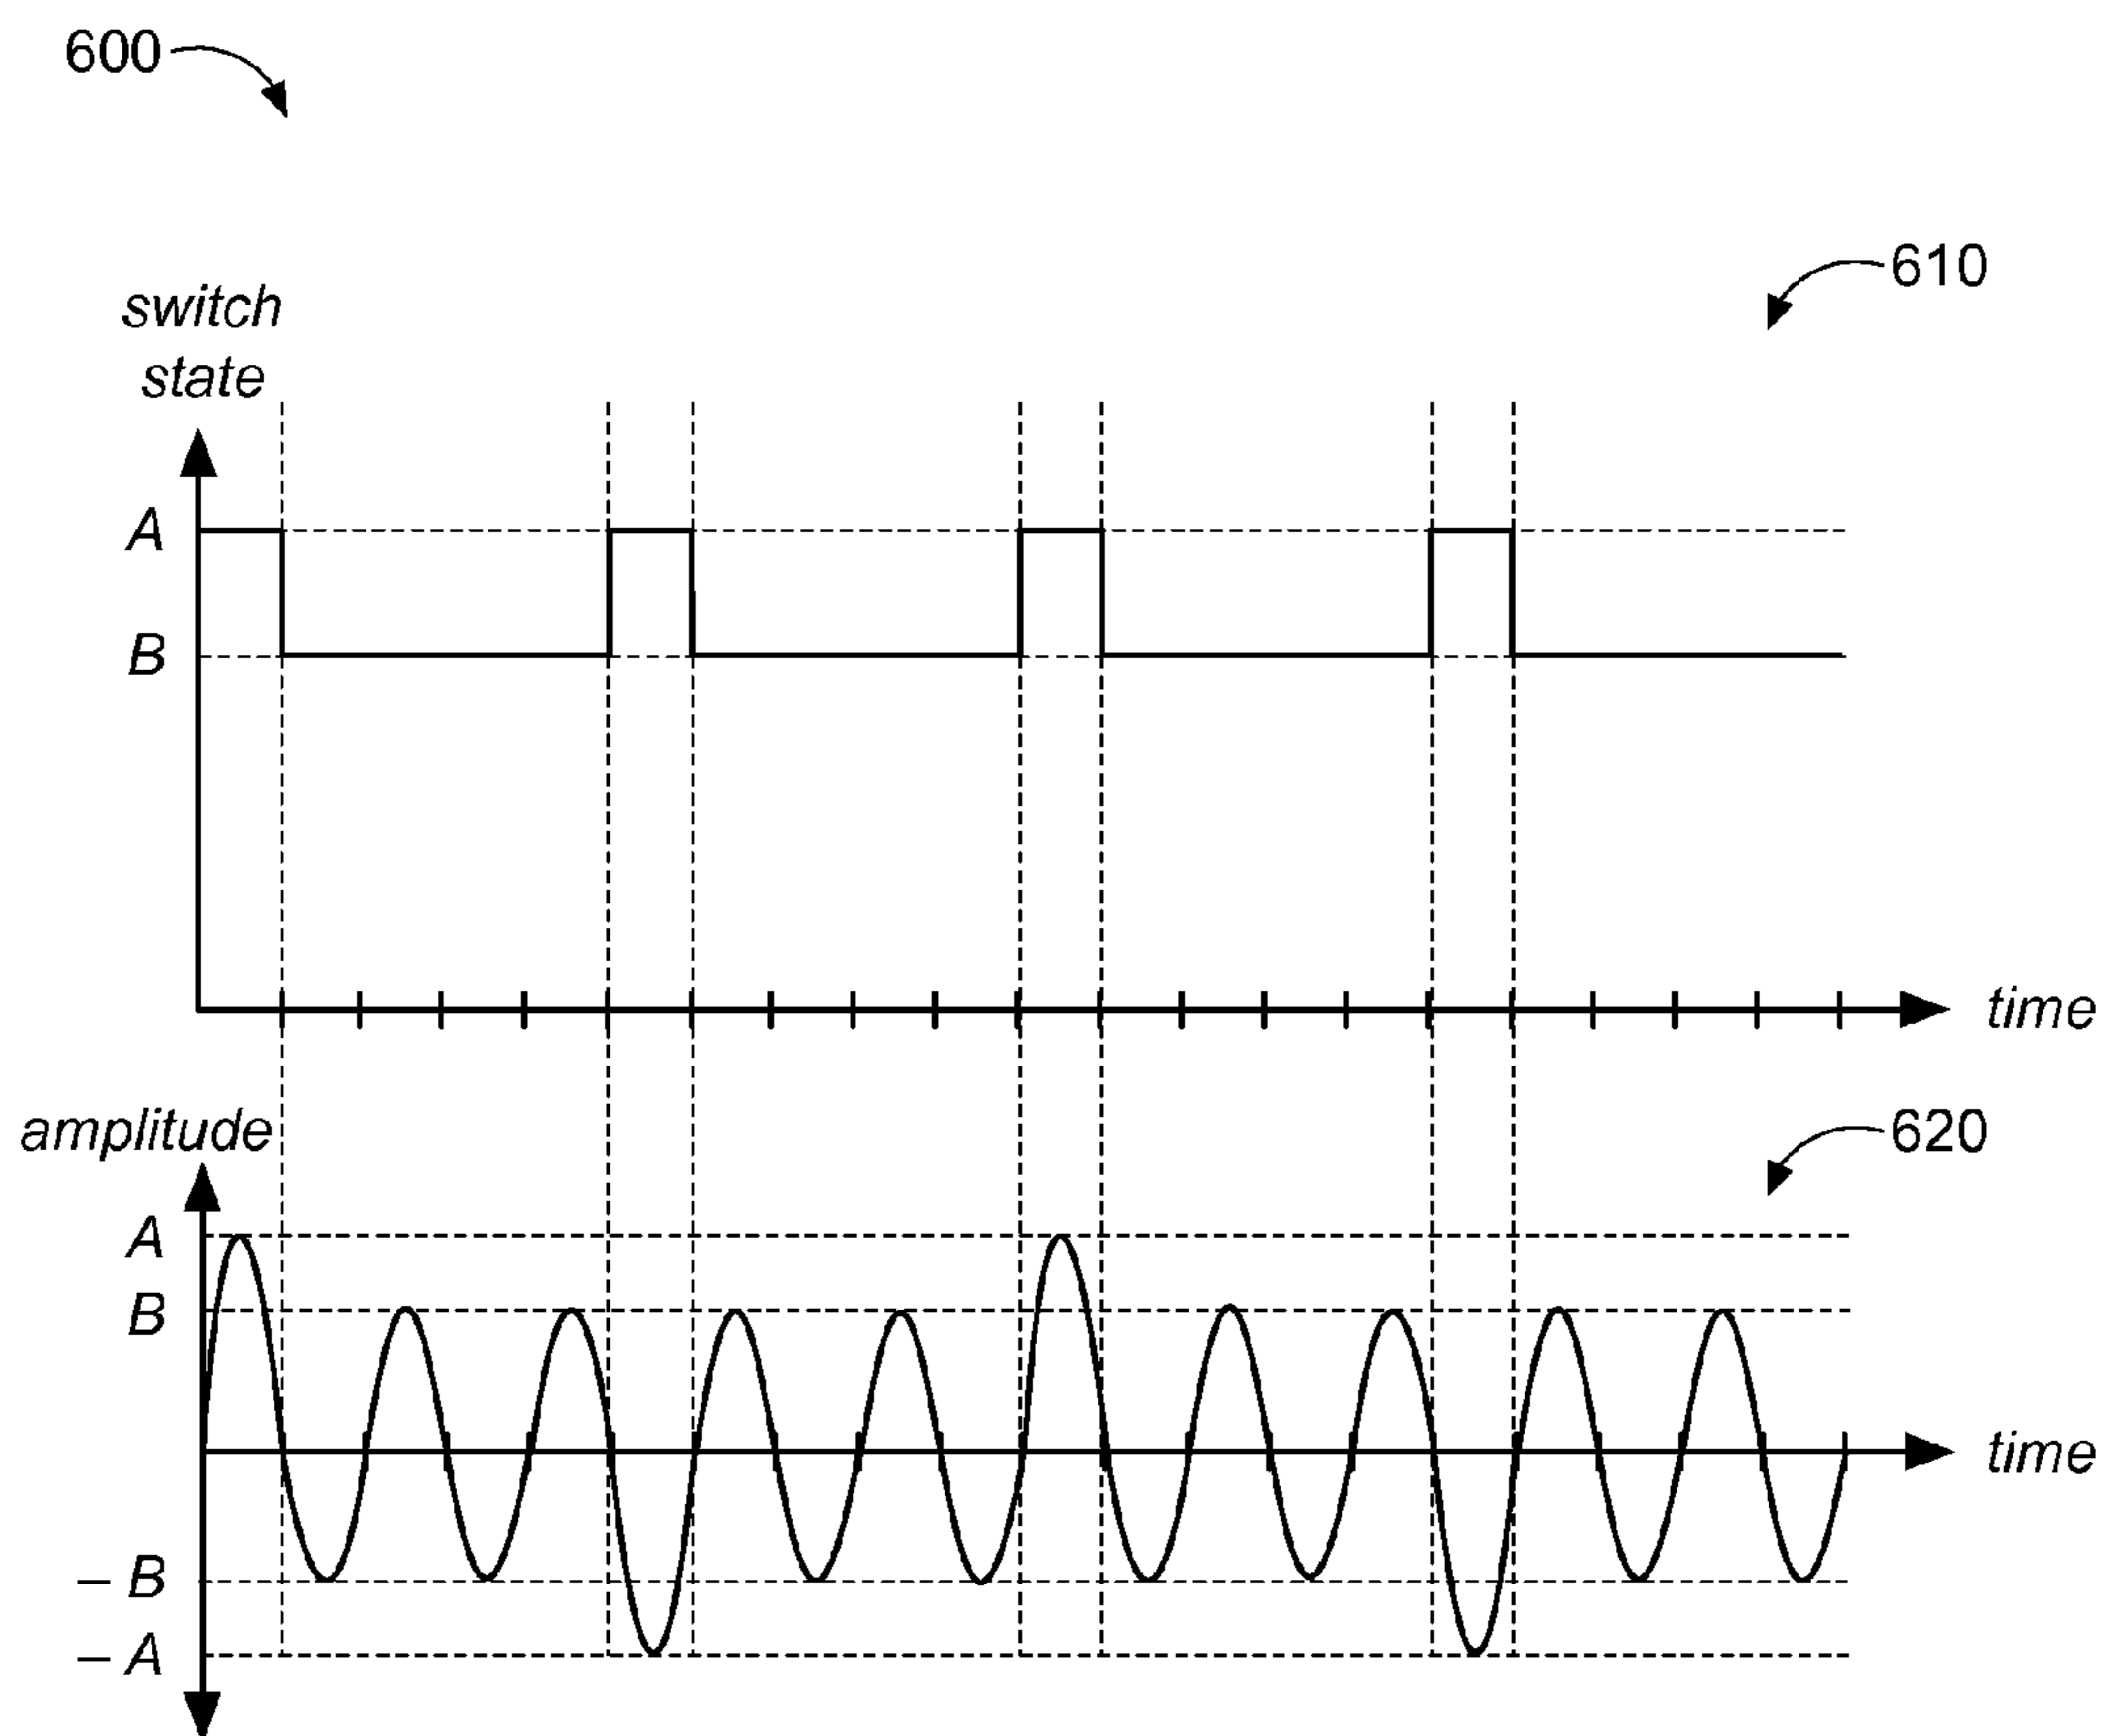 600
610
switch
state
A
B
time
amplitude
620
A
B
time
– B
– A